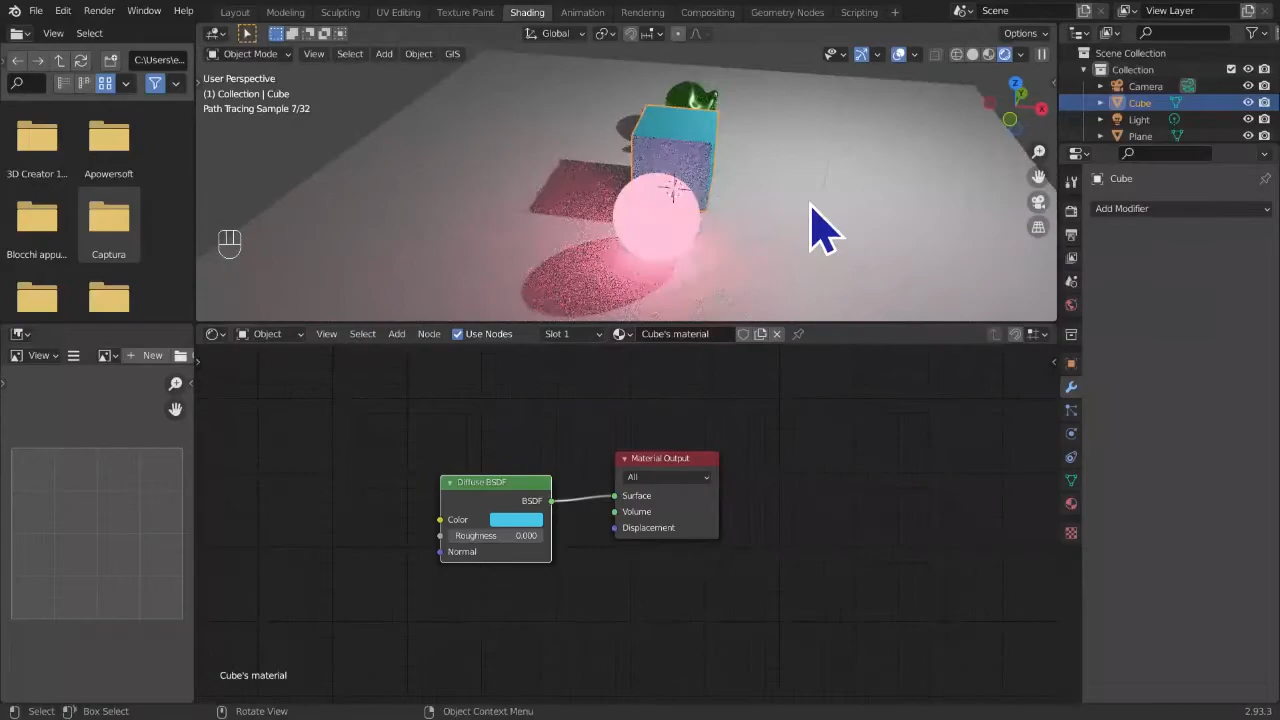 File Edit Render Window Help
Layout Modeling Sculpting UV Editing Texture Paint Shading Animation Rendering Compositing Geometry Nodes Scripting +
Scene
View Layer
View Select
Object Mode View Select Add Object GIS
Global
Options
C:\Users\e...
User Perspective
(1) Collection | Cube
Path Tracing Sample 7/32
Z
Y
X
Scene Collection
Collection
Camera
Cube
Light
Plane
Cube
Add Modifier
3D Creator 1...
Apowersoft
Blocchi appu...
Captura
Object View Select Add Node Use Nodes Slot 1 Cube's material
View New
Diffuse BSDF
BSDF
Color
Roughness 0.000
Normal
Material Output
All
Surface
Volume
Displacement
Cube's material
Select Box Select Rotate View Object Context Menu 2.93.3